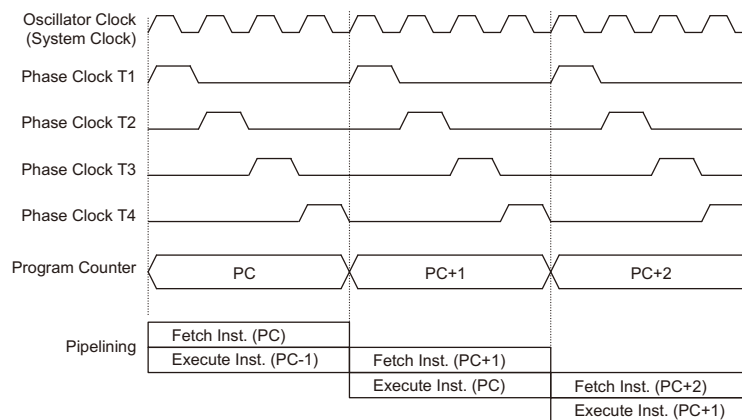 Oscillator Clock
(System Clock)
Phase Clock T1
Phase Clock T2
Phase Clock T3
Phase Clock T4
Program Counter
PC
PC+1
PC+2
Pipelining
Fetch Inst. (PC)
Execute Inst. (PC-1)
Fetch Inst. (PC+1)
Execute Inst. (PC)
Fetch Inst. (PC+2)
Execute Inst. (PC+1)